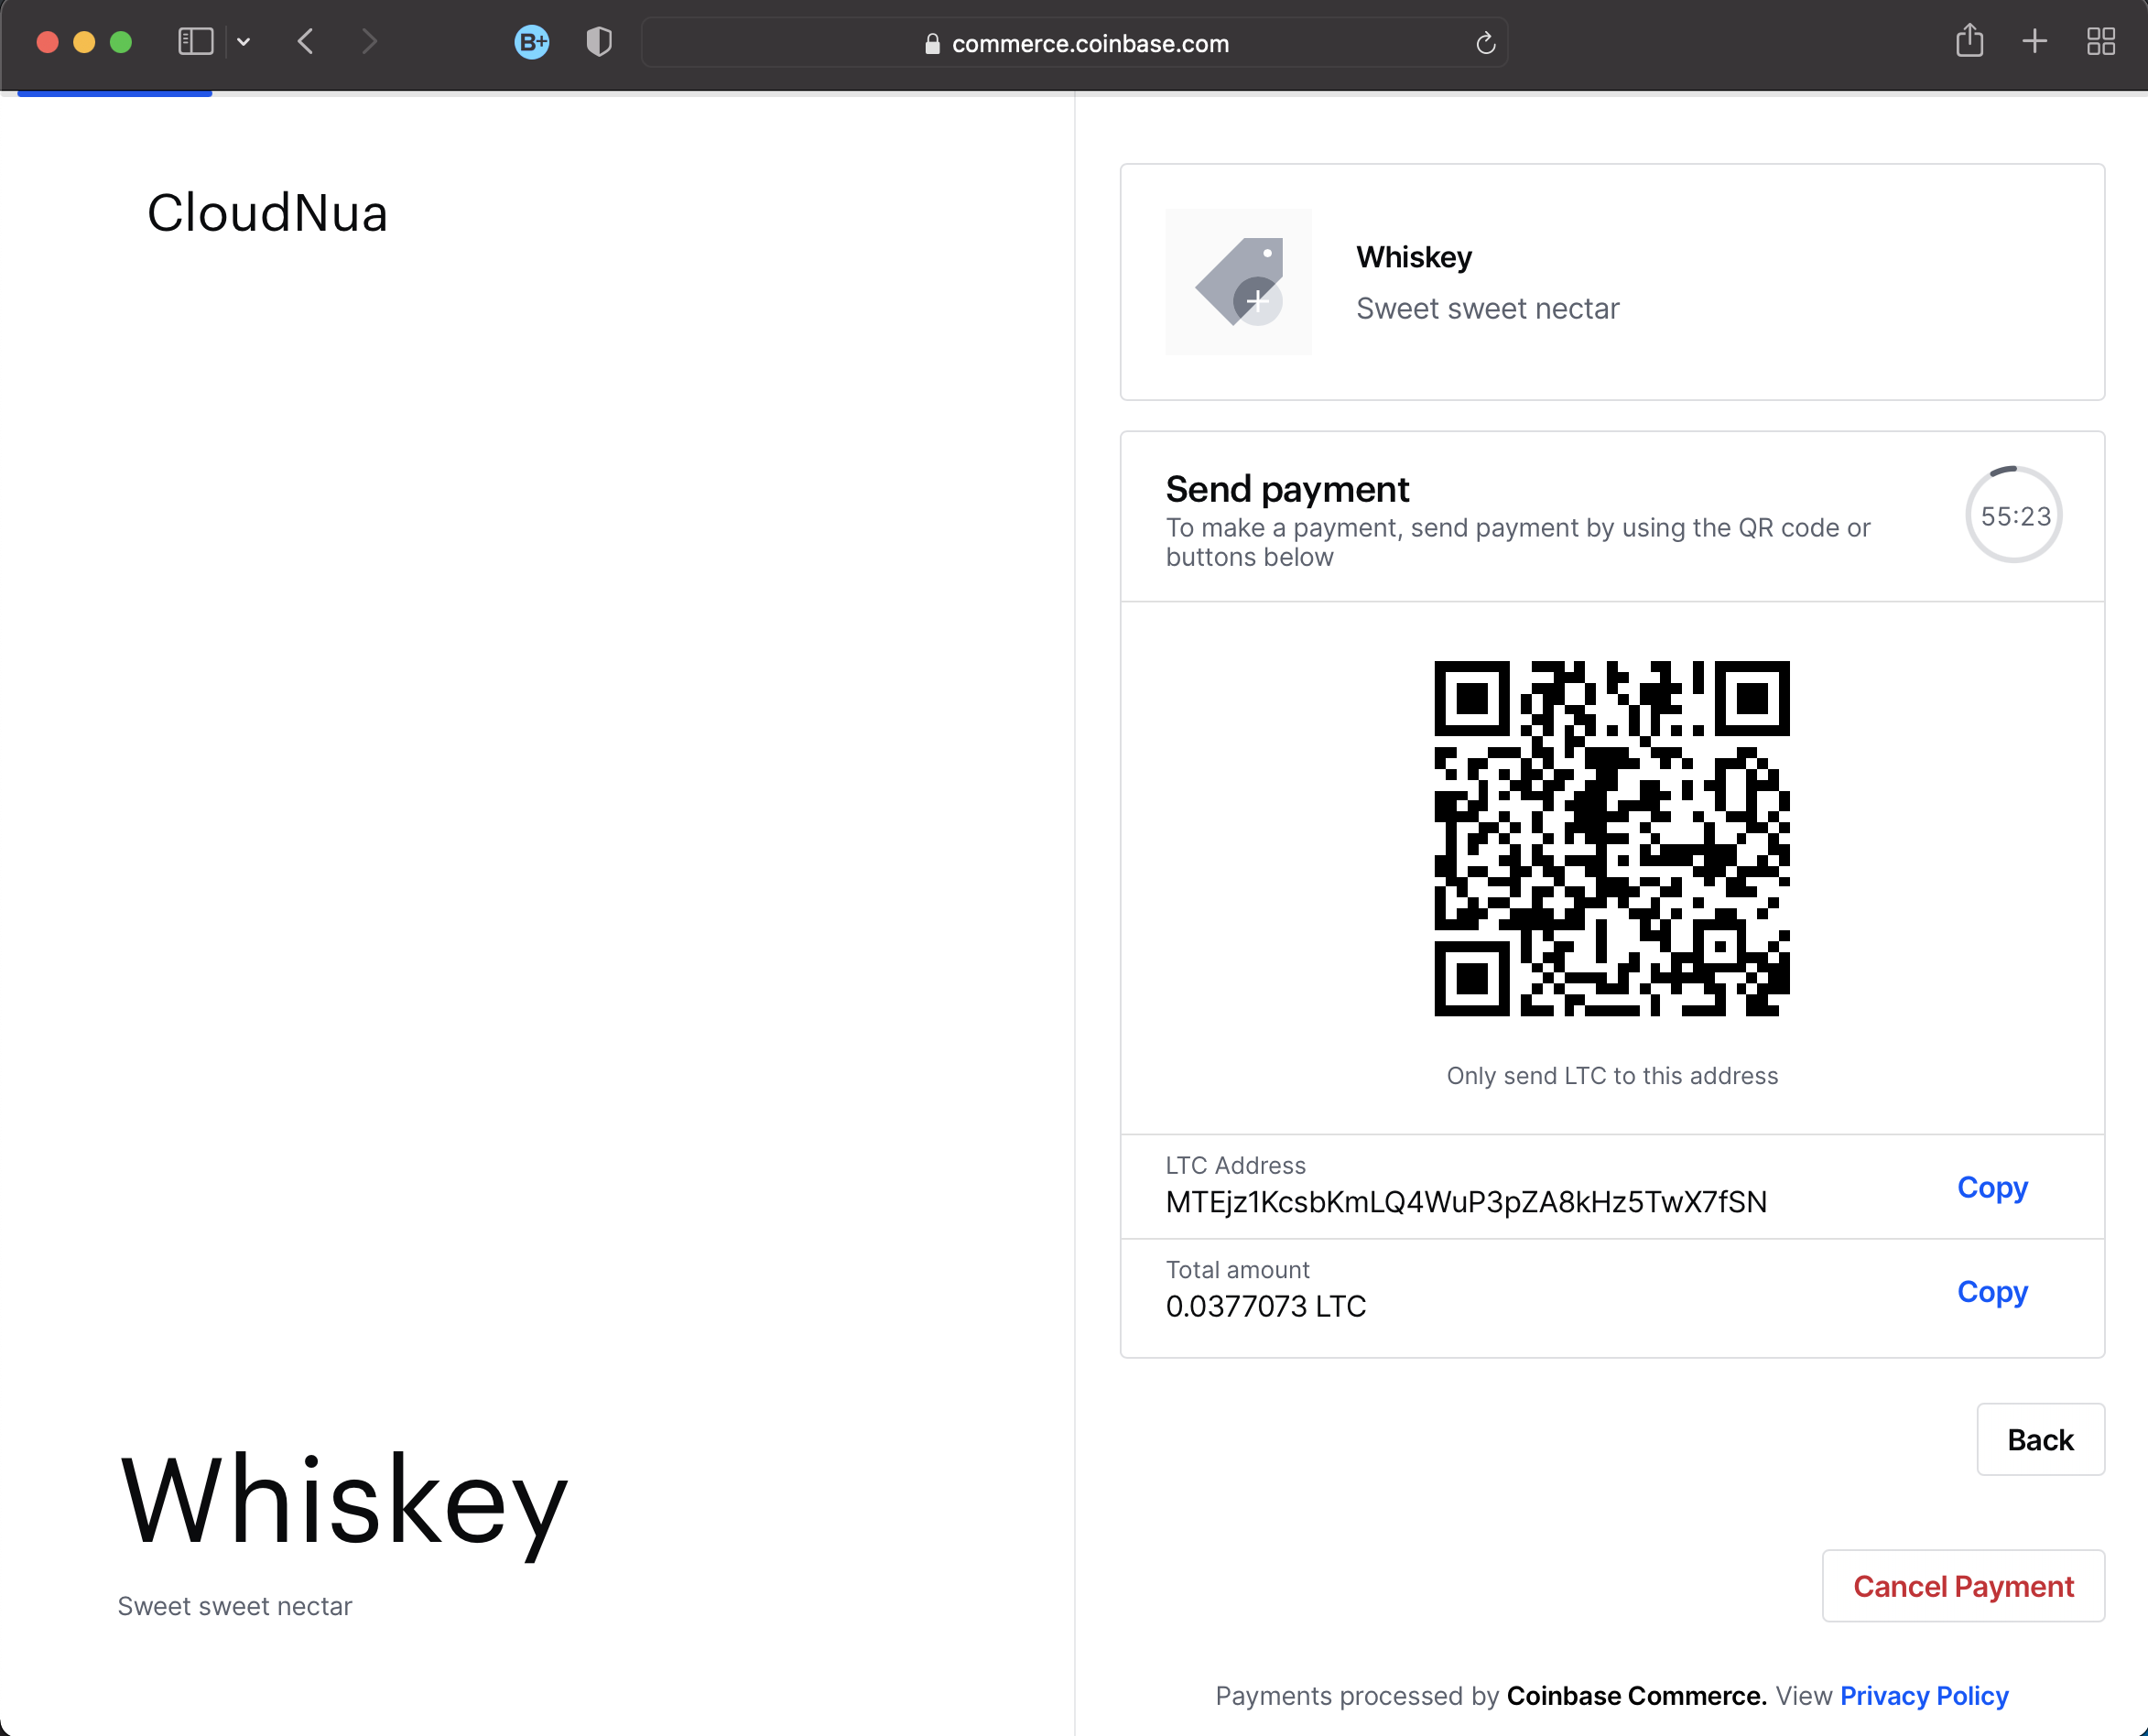 B+
commerce.coinbase.com
CloudNua
Whiskey
Sweet sweet nectar
Send payment
To make a payment, send payment by using the QR code or
buttons below
55:23
Only send LTC to this address
LTC Address
MTEjz1KcsbKmLQ4WuP3pZA8kHz5TwX7fSN
Copy
Total amount
0.0377073 LTC
Copy
Back
Whiskey
Sweet sweet nectar
Cancel Payment
Payments processed by Coinbase Commerce. View Privacy Policy